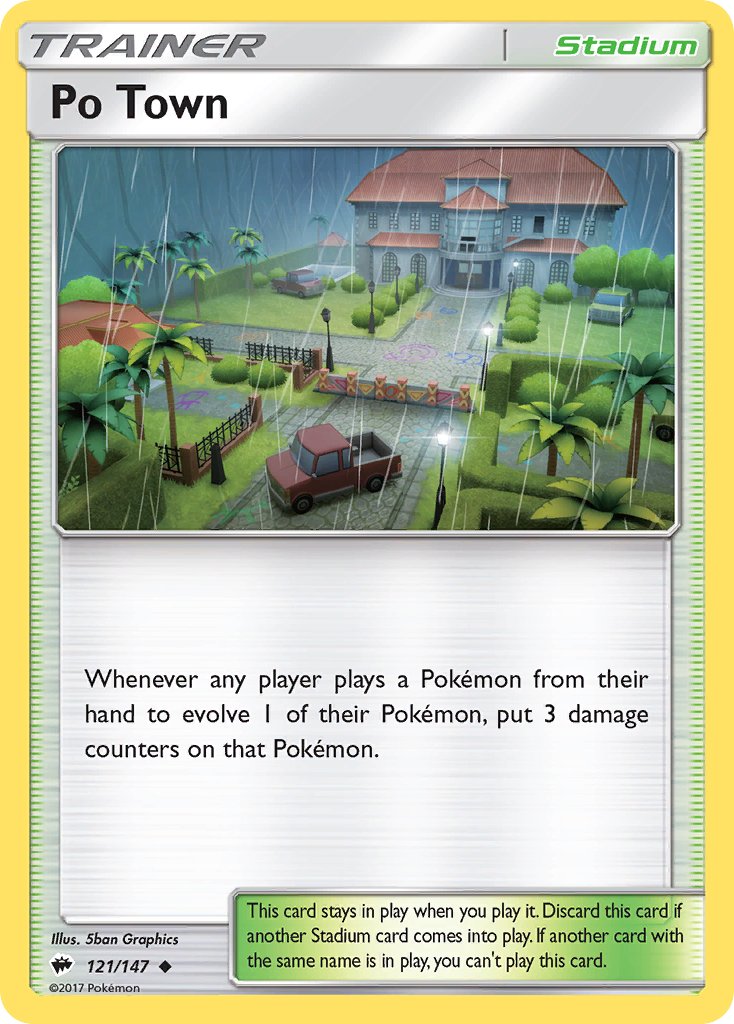 TRAINER
Stadium
Po Town
Whenever any player plays a Pokémon from their
hand to evolve 1 of their Pokémon, put 3 damage
counters on that Pokémon.
This card stays in play when you play it. Discard this card if
another Stadium card comes into play. If another card with
the same name is in play, you can't play this card.
Illus. 5ban Graphics
121/147 ◆
©2017 Pokémon